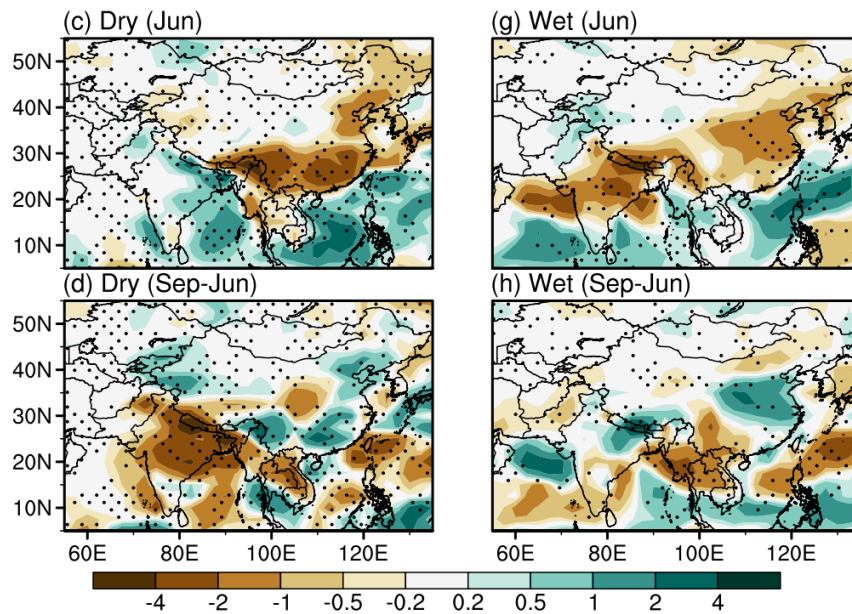 (c) Dry (Jun)
(g) Wet (Jun)
50N
40N
30N
20N
10N
(d) Dry (Sep-Jun)
(h) Wet (Sep-Jun)
50N
40N
30N
20N
10N
60E 80E 100E 120E
60E 80E 100E 120E
-4 -2 -1 -0.5 -0.2 0.2 0.5 1 2 4